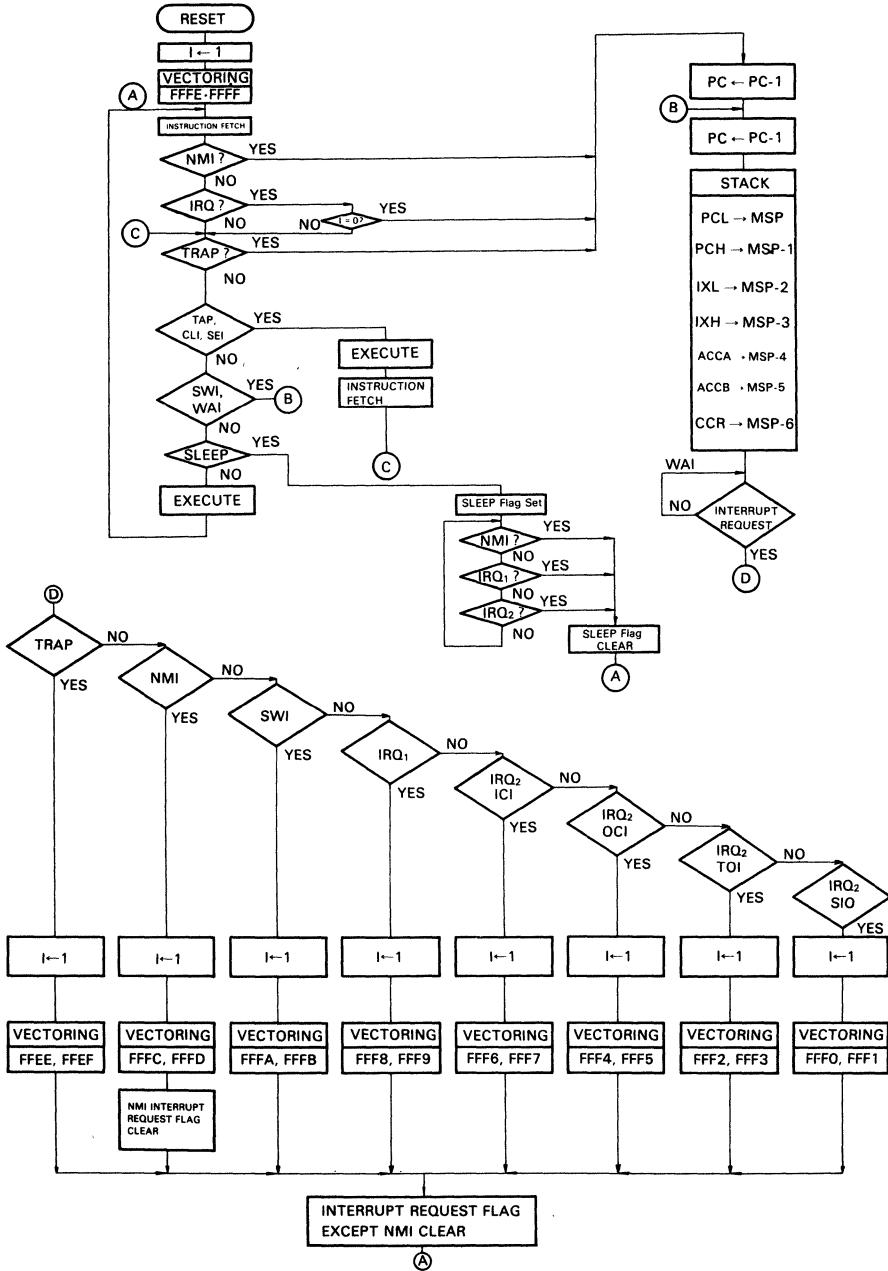 RESET
I ← 1
VECTORING
FFFE-FFFF
A
INSTRUCTION FETCH
NMI ?
YES
NO
IRQ ?
YES
NO
I = 0?
YES
NO
C
TRAP ?
YES
NO
TAP,
CLI, SEI
YES
NO
EXECUTE
INSTRUCTION
FETCH
C
SWI,
WAI
YES
B
NO
SLEEP
YES
NO
EXECUTE
PC ← PC-1
B
PC ← PC-1
STACK
PCL → MSP
PCH → MSP-1
IXL → MSP-2
IXH → MSP-3
ACCA → MSP-4
ACCB → MSP-5
CCR → MSP-6
WAI
NO
INTERRUPT
REQUEST
YES
D
SLEEP Flag Set
NMI ?
YES
NO
IRQ1 ?
YES
NO
IRQ2 ?
YES
NO
SLEEP Flag
CLEAR
A
D
TRAP
NO
YES
NMI
NO
YES
SWI
NO
YES
IRQ1
NO
YES
IRQ2
ICI
NO
YES
IRQ2
OCI
NO
YES
IRQ2
TOI
NO
YES
IRQ2
SIO
YES
I←1
I←1
I←1
I←1
I←1
I←1
I←1
I←1
VECTORING
FFEE, FFEF
VECTORING
FFFC, FFFD
VECTORING
FFFA, FFFB
VECTORING
FFF8, FFF9
VECTORING
FFF6, FFF7
VECTORING
FFF4, FFF5
VECTORING
FFF2, FFF3
VECTORING
FFF0, FFF1
NMI INTERRUPT
REQUEST FLAG
CLEAR
INTERRUPT REQUEST FLAG
EXCEPT NMI CLEAR
A